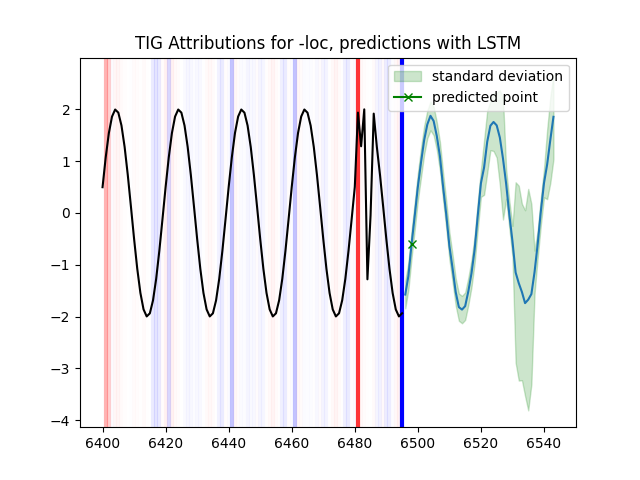 TIG Attributions for -loc, predictions with LSTM
standard deviation
predicted point
2
1
0
−1
−2
−3
−4
6400 6420 6440 6460 6480 6500 6520 6540